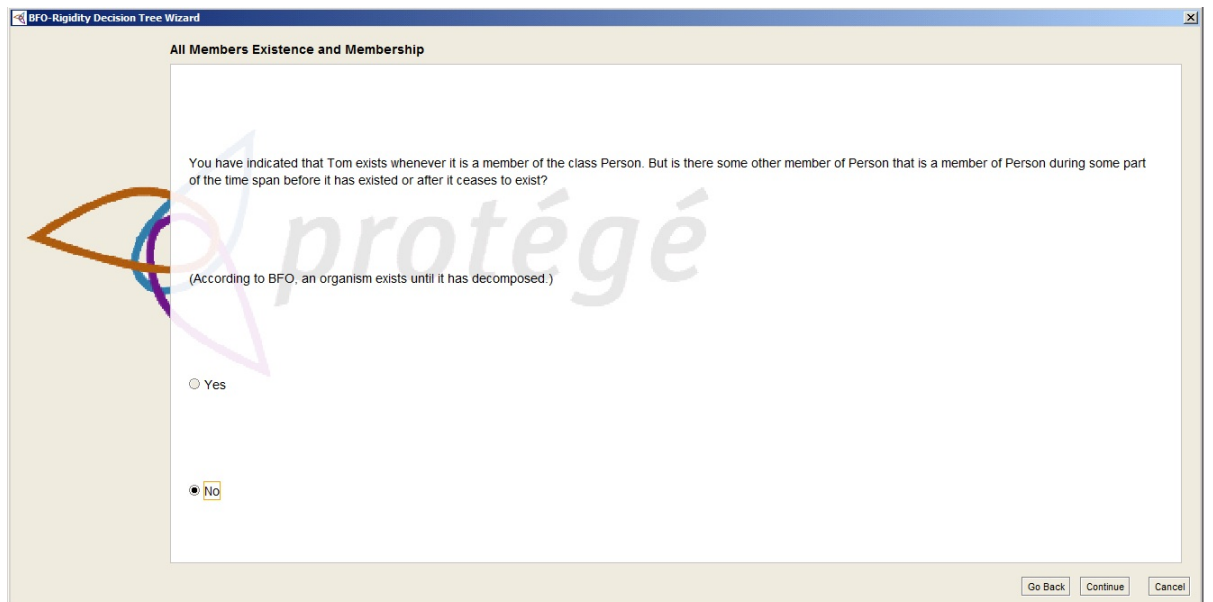 BFO-Rigidity Decision Tree Wizard
All Members Existence and Membership
You have indicated that Tom exists whenever it is a member of the class Person. But is there some other member of Person that is a member of Person during some part
of the time span before it has existed or after it ceases to exist?
protégé
(According to BFO, an organism exists until it has decomposed.)
Yes
No
Go Back Continue Cancel